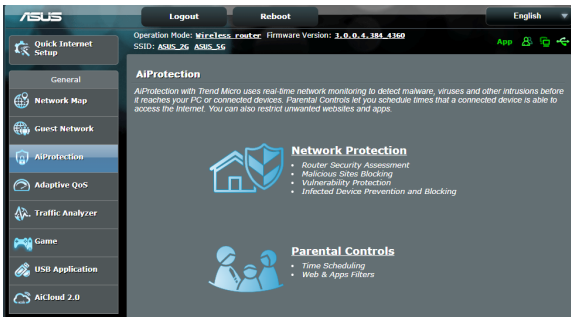 ASUS
Logout
Reboot
English
Quick Internet
Setup
Operation Mode: Wireless router Firmware Version: 3.0.0.4.384_4360
SSID: ASUS_2G ASUS_5G
App
General
Network Map
Guest Network
AiProtection
Adaptive QoS
Traffic Analyzer
Game
USB Application
AiCloud 2.0
AiProtection
AiProtection with Trend Micro uses real-time network monitoring to detect malware, viruses and other intrusions before
it reaches your PC or connected devices. Parental Controls let you schedule times that a connected device is able to
access the Internet. You can also restrict unwanted websites and apps.
Network Protection
• Router Security Assessment
• Malicious Sites Blocking
• Vulnerability Protection
• Infected Device Prevention and Blocking
Parental Controls
• Time Scheduling
• Web & Apps Filters